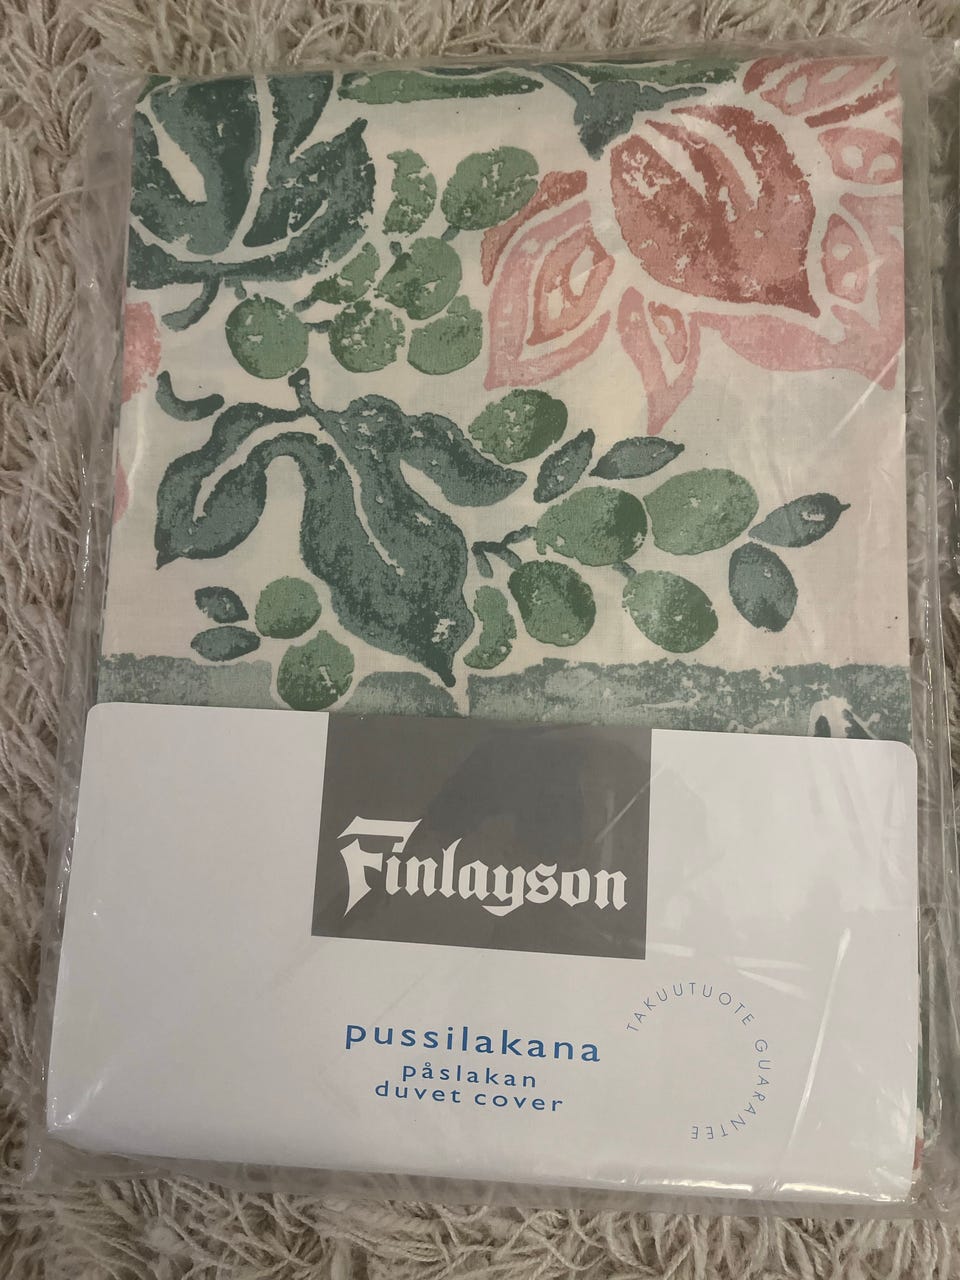 Finlayson
pussilakana
påslakan
duvet cover
TAKUUTUOTE GUARANTEE